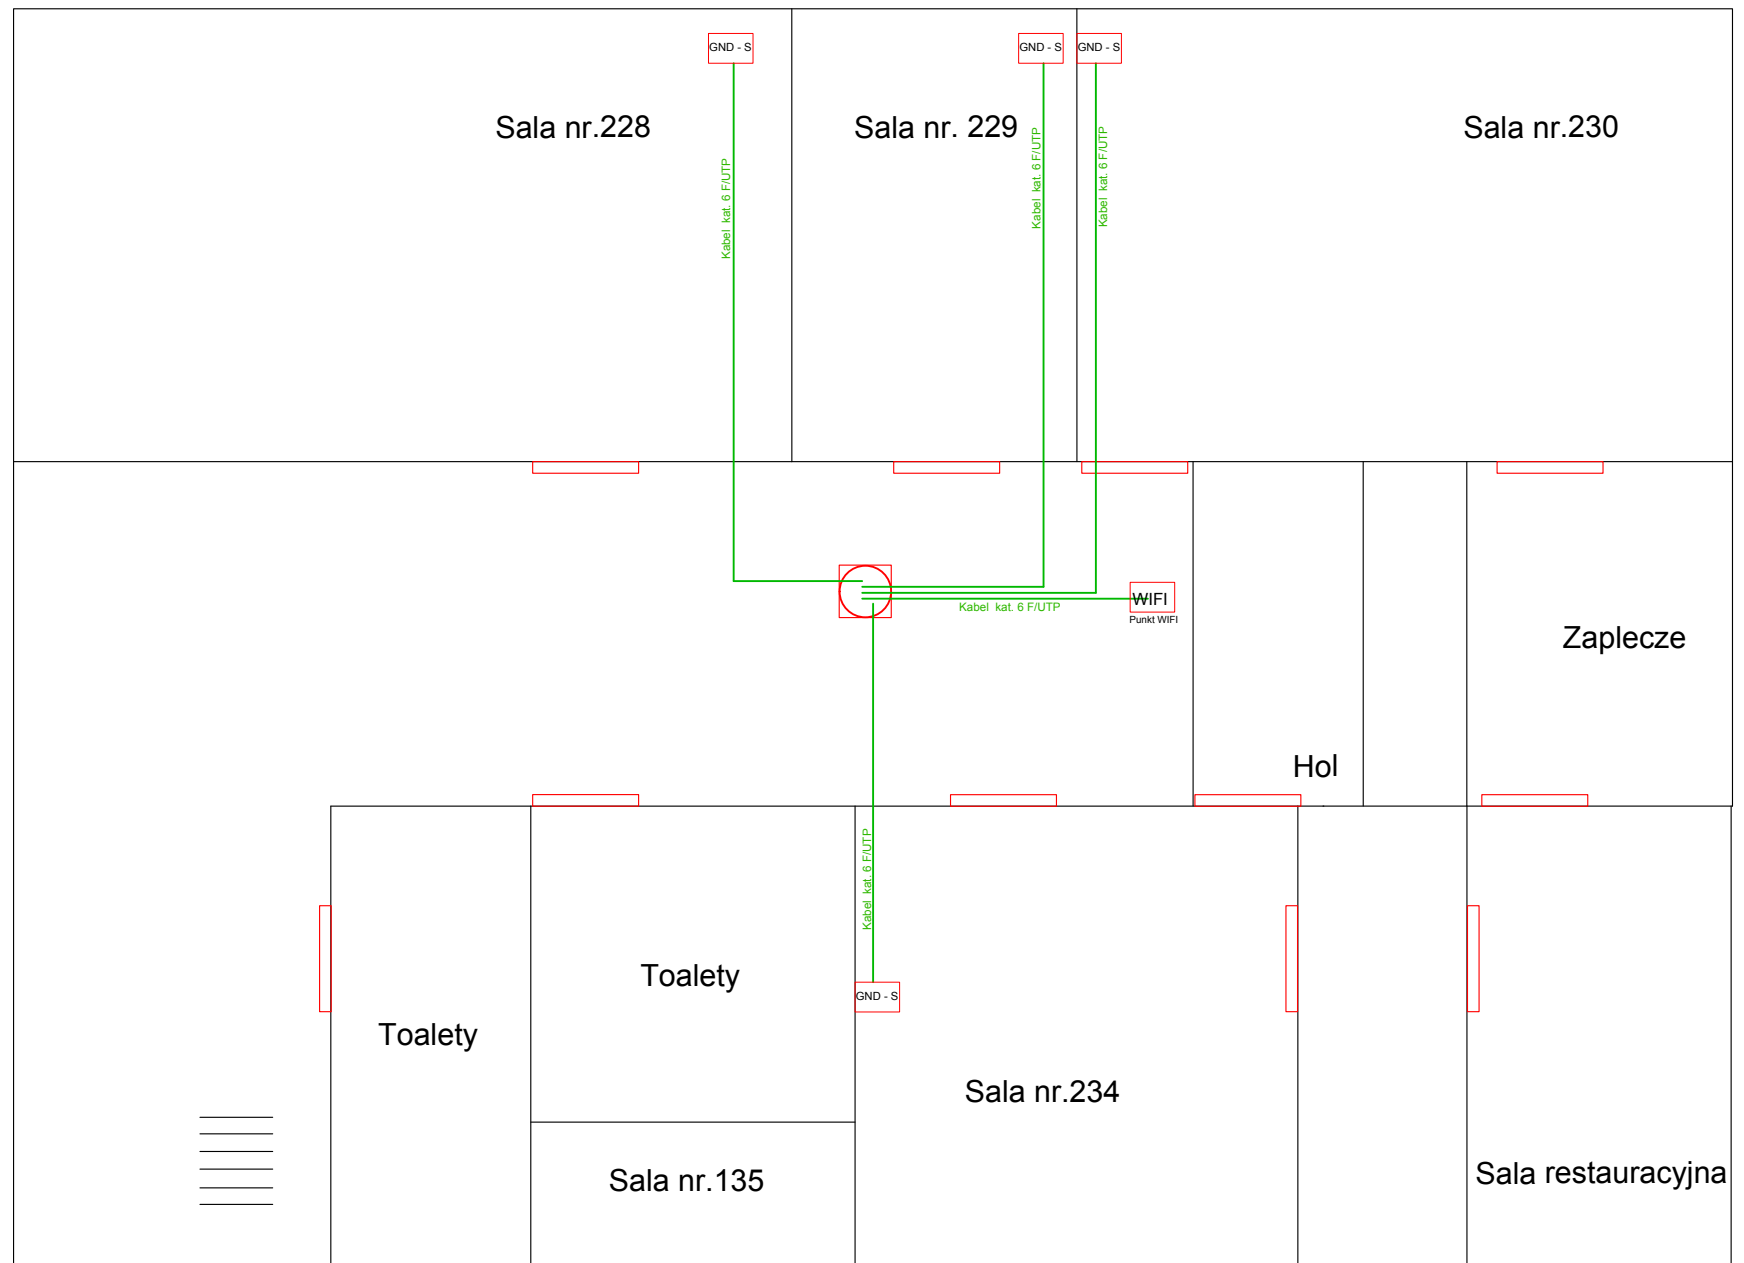 GND - S
GND - S
GND - S
Sala nr.228
Sala nr. 229
Sala nr.230
Kabel kat. 6 F/UTP
Kabel kat. 6 F/UTP
Kabel kat. 6 F/UTP
WIFI
Kabel kat. 6 F/UTP
Punkt WIFI
Zaplecze
Hol
Kabel kat. 6 F/UTP
Toalety
GND - S
Toalety
Sala nr.234
Sala nr.135
Sala restauracyjna